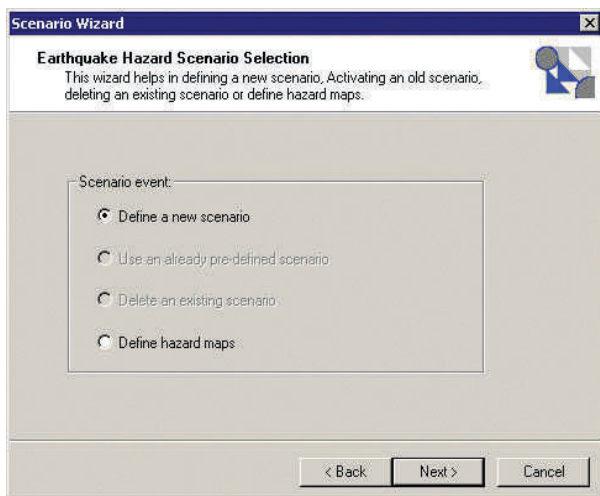 Scenario Wizard
Earthquake Hazard Scenario Selection
This wizard helps in defining a new scenario, Activating an old scenario,
deleting an existing scenario or define hazard maps.
Scenario event:
Define a new scenario
Use an already pre-defined scenario
Delete an existing scenario
Define hazard maps
< Back
Next >
Cancel